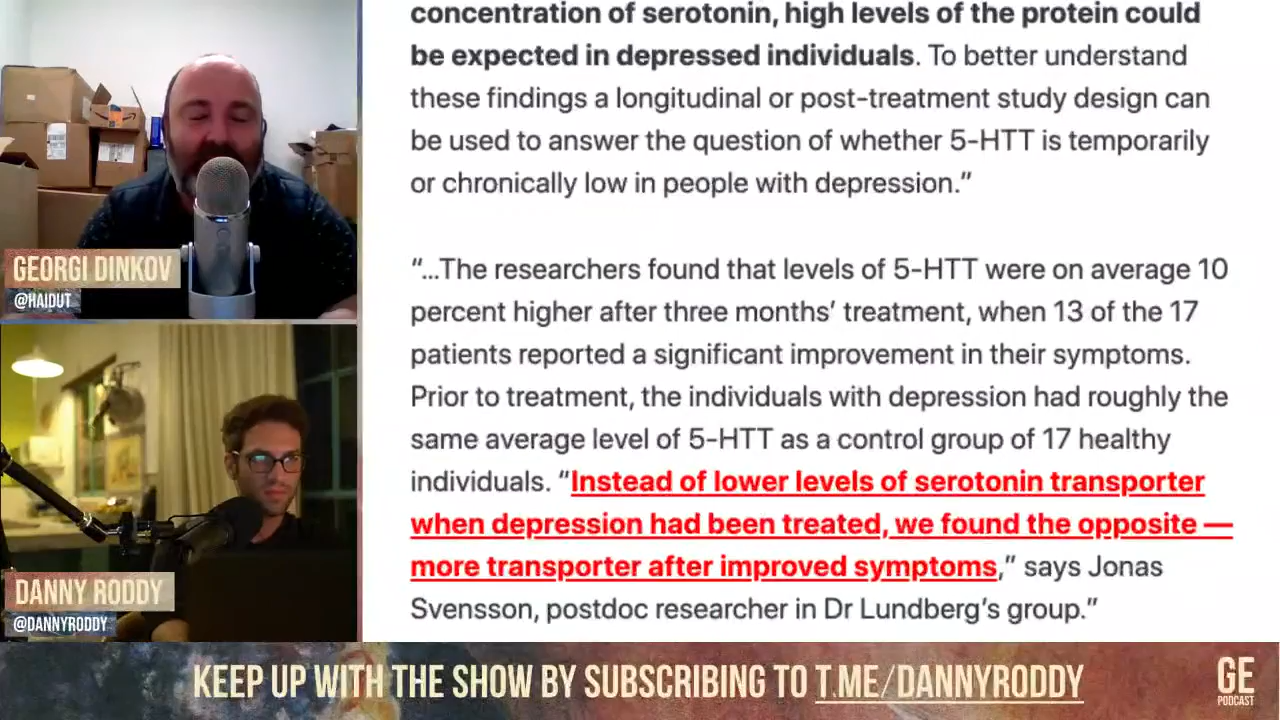 concentration of serotonin, high levels of the protein could
be expected in depressed individuals. To better understand
these findings a longitudinal or post-treatment study design can
be used to answer the question of whether 5-HTT is temporarily
or chronically low in people with depression.”
“…The researchers found that levels of 5-HTT were on average 10
percent higher after three months’ treatment, when 13 of the 17
patients reported a significant improvement in their symptoms.
Prior to treatment, the individuals with depression had roughly the
same average level of 5-HTT as a control group of 17 healthy
individuals. “Instead of lower levels of serotonin transporter
when depression had been treated, we found the opposite —
more transporter after improved symptoms,” says Jonas
Svensson, postdoc researcher in Dr Lundberg’s group.”
GEORGI DINKOV
@HAIDUT
DANNY RODDY
@DANNYRODDY
KEEP UP WITH THE SHOW BY SUBSCRIBING TO T.ME/DANNYRODDY
GE
PODCAST